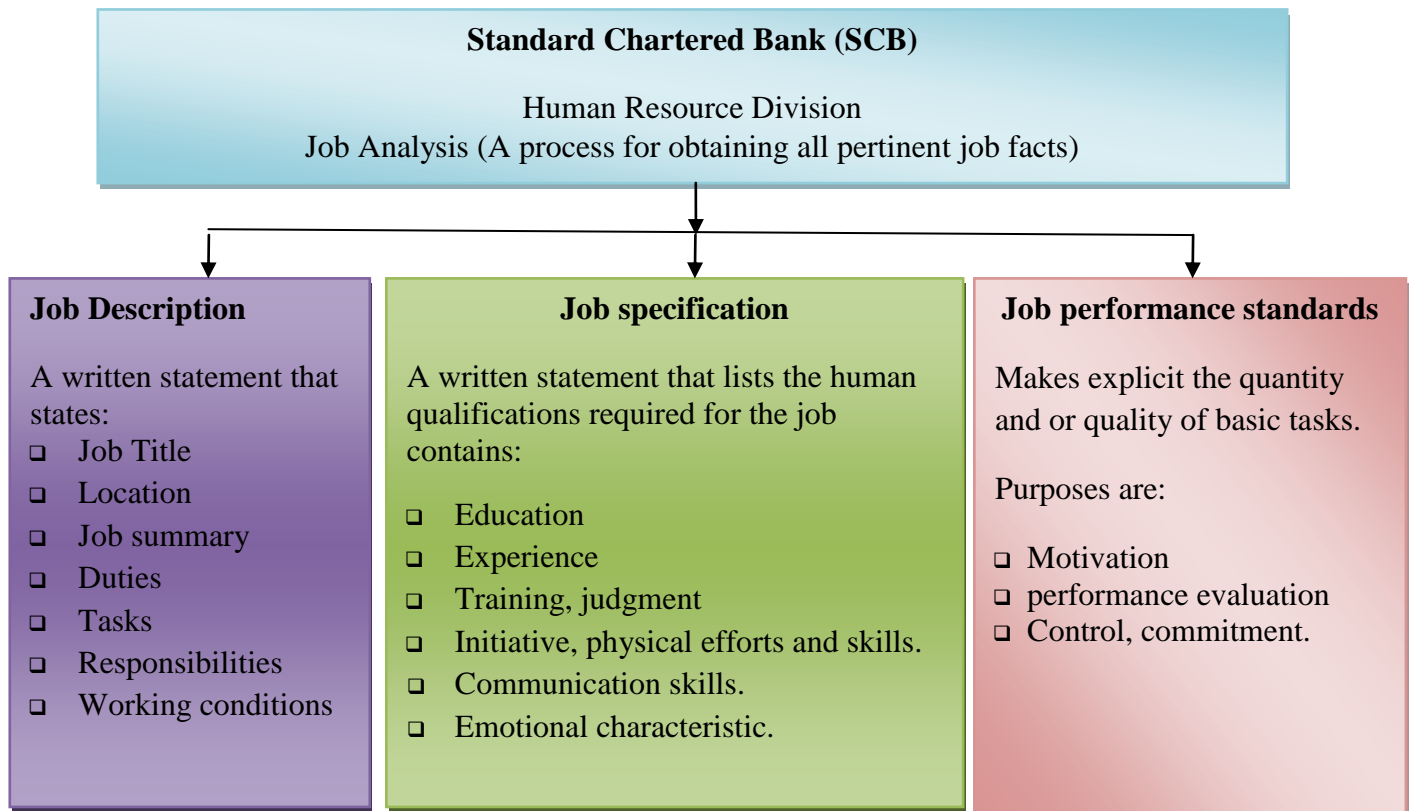 Standard Chartered Bank (SCB)
Human Resource Division
Job Analysis (A process for obtaining all pertinent job facts)
Job Description
A written statement that
states:
❑ Job Title
❑ Location
❑ Job summary
❑ Duties
❑ Tasks
❑ Responsibilities
❑ Working conditions
Job specification
A written statement that lists the human
qualifications required for the job
contains:
❑ Education
❑ Experience
❑ Training, judgment
❑ Initiative, physical efforts and skills.
❑ Communication skills.
❑ Emotional characteristic.
Job performance standards
Makes explicit the quantity
and or quality of basic tasks.
Purposes are:
❑ Motivation
❑ performance evaluation
❑ Control, commitment.